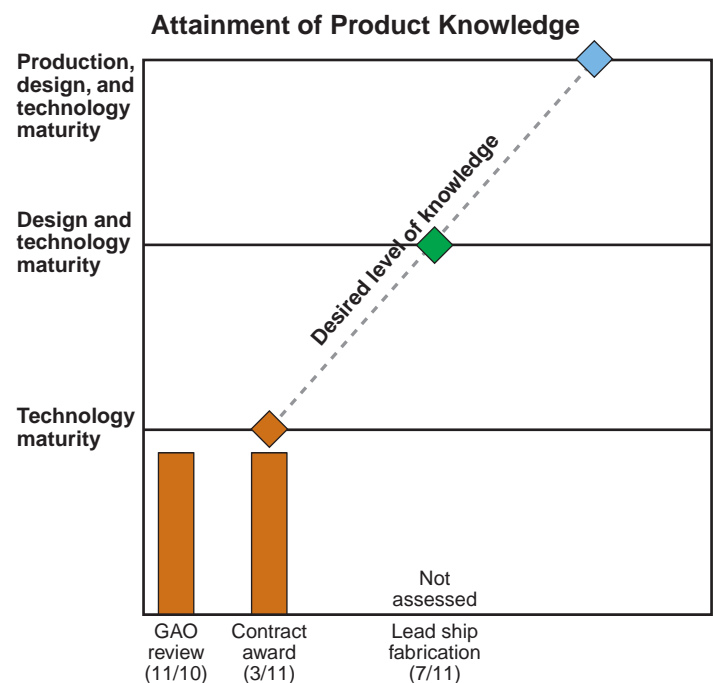 Attainment of Product Knowledge
Production,
design, and
technology
maturity
Design and
technology
maturity
Technology
maturity
Desired level of knowledge
Not
assessed
GAO
review
(11/10)
Contract
award
(3/11)
Lead ship
fabrication
(7/11)